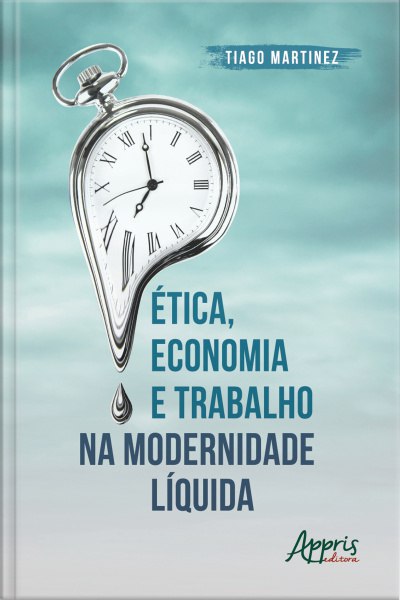 TIAGO MARTINEZ
ÉTICA,
ECONOMIA
E TRABALHO
NA MODERNIDADE
LÍQUIDA
Appris
editora